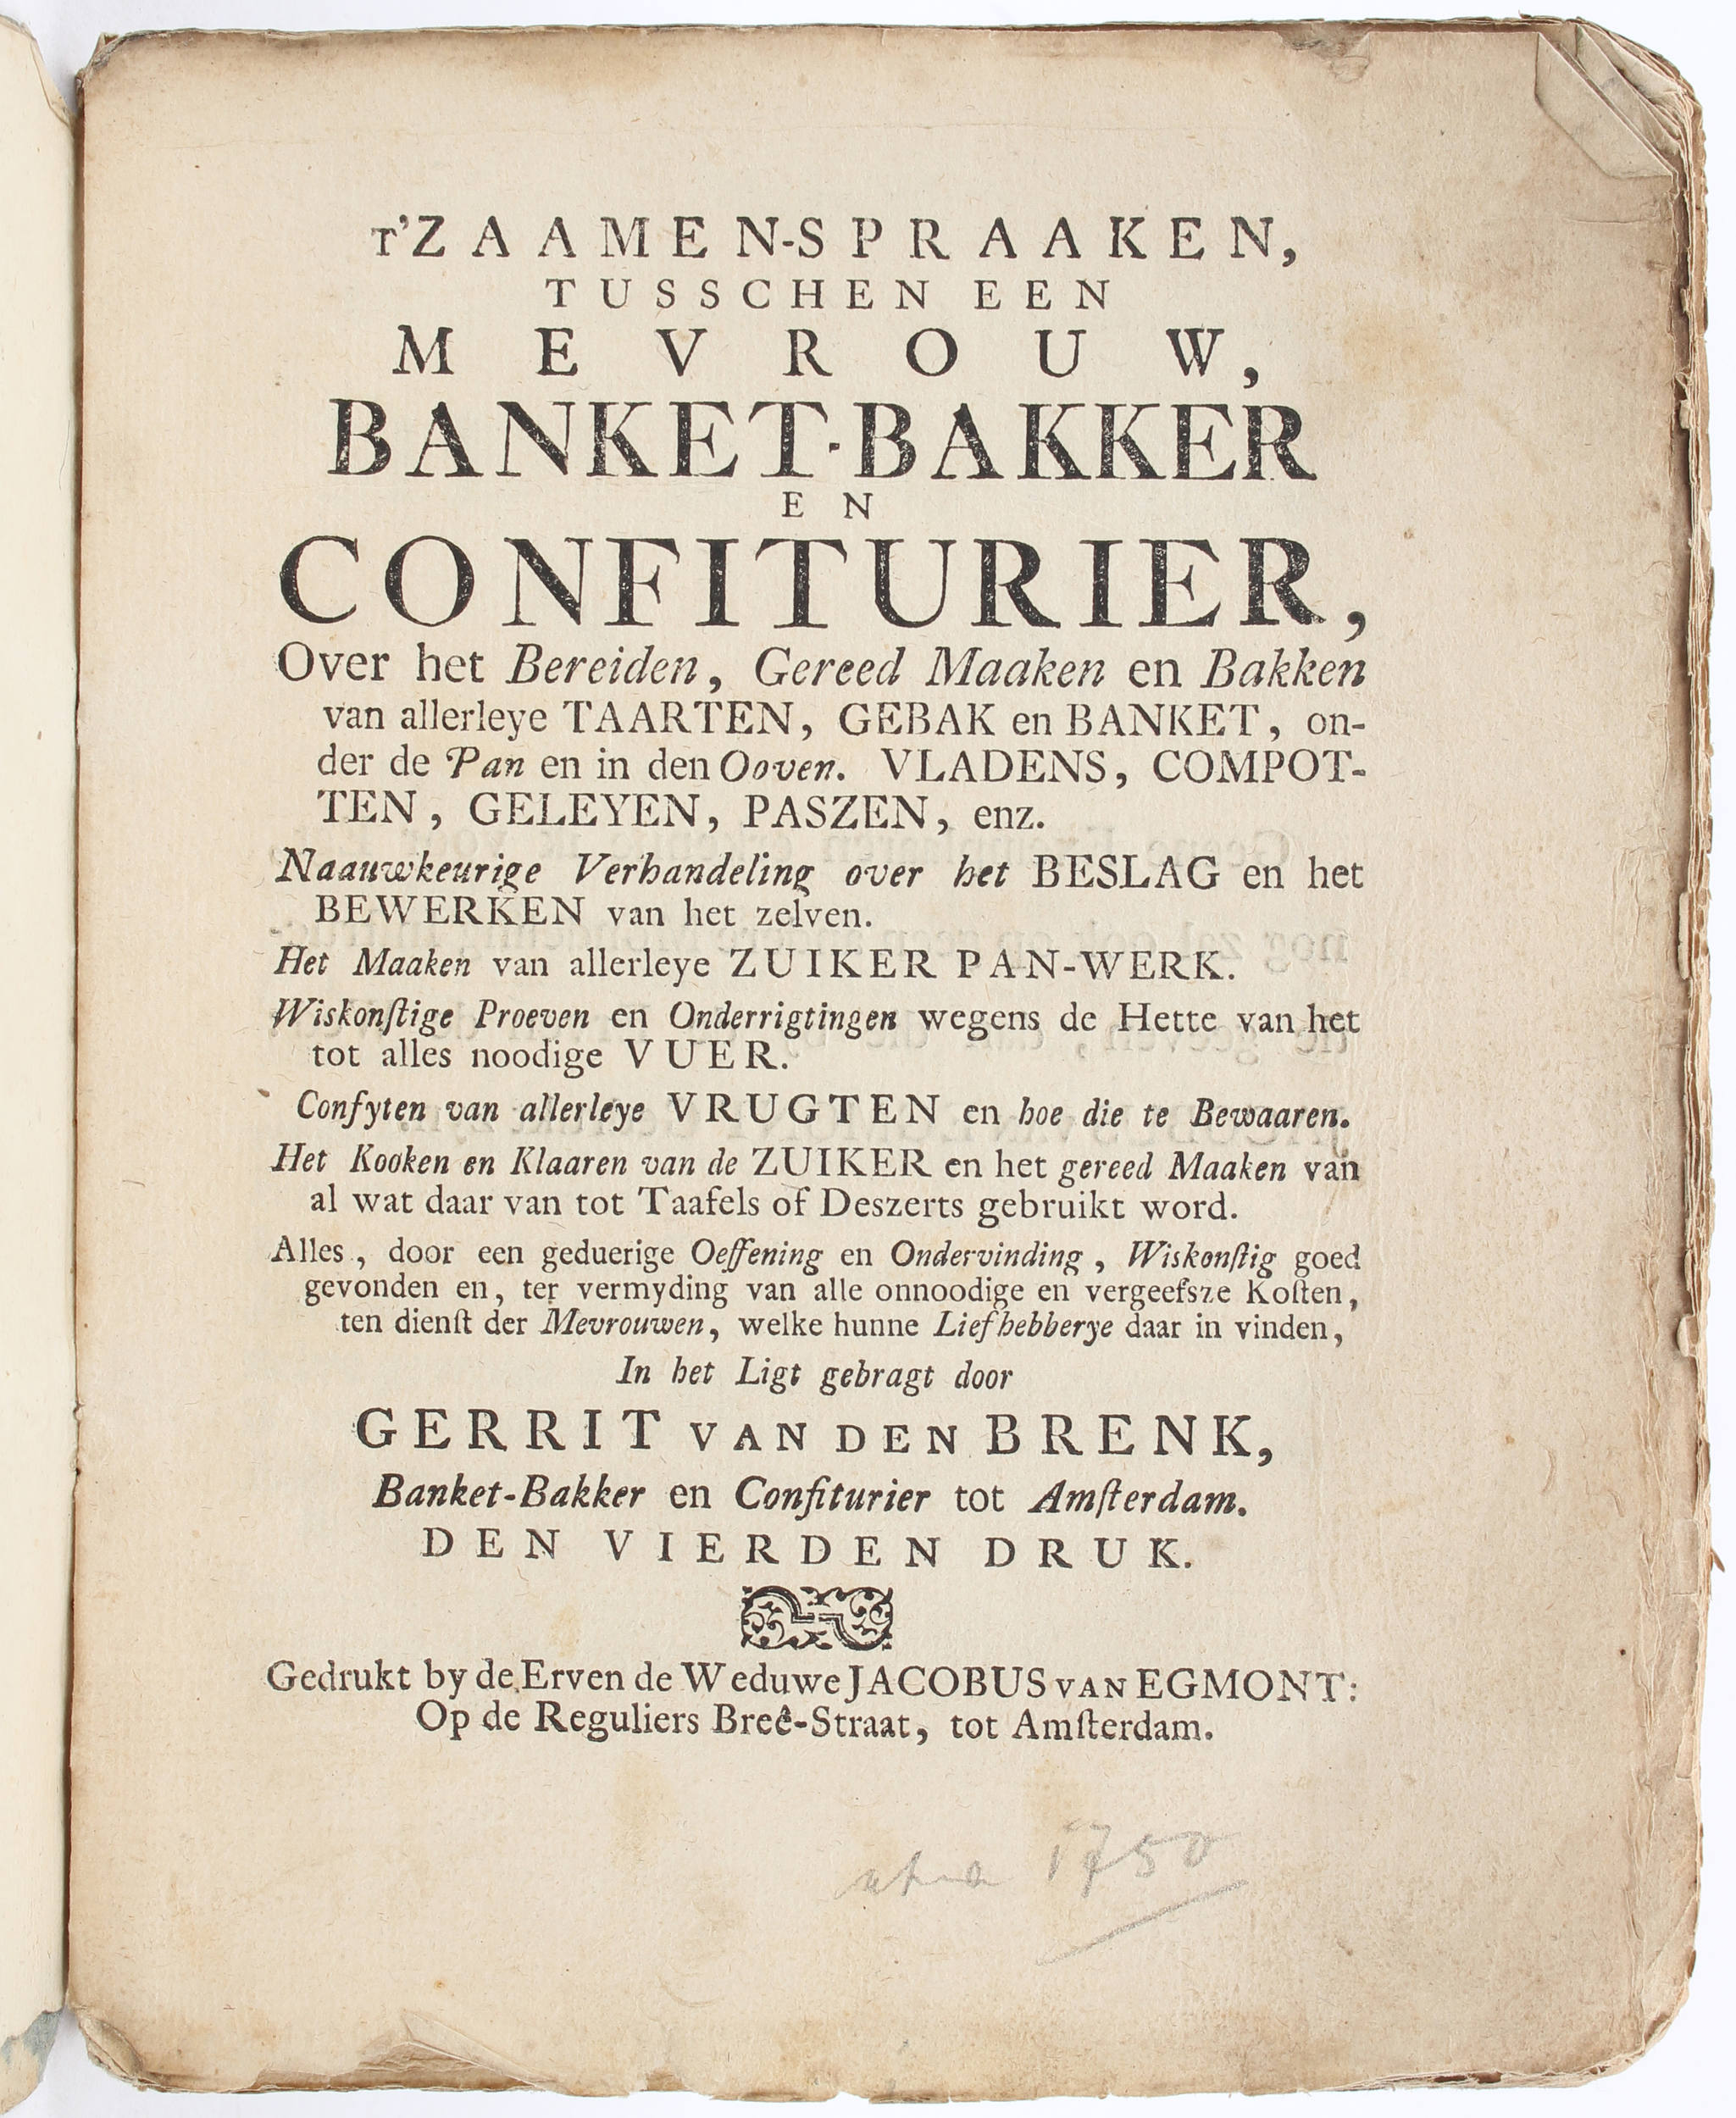 T'ZAAMEN-SPRAAKEN,
TUSSCHEN EEN
MEVROUW,
BANKET-BAKKER
EN
CONFITURIER,
Over het Bereiden, Gereed Maaken en Bakken
van allerleye TAARTEN, GEBAK en BANKET, on-
der de Pan en in den Ooven. VLADENS, COMPOT-
TEN, GELEYEN, PASZEN, enz.
Naauwkeurige Verhandeling over het BESLAG en het
BEWERKEN van het zelven.
Het Maaken van allerleye ZUIKER PAN-WERK.
Wiskonſtige Proeven en Onderrigtingen wegens de Hette van het
tot alles noodige VUER.
Confyten van allerleye VRUGTEN en hoe die te Bewaaren.
Het Kooken en Klaaren van de ZUIKER en het gereed Maaken van
al wat daar van tot Taafels of Deszerts gebruikt word.
Alles, door een geduerige Oeffening en Ondervinding, Wiskonſtig goed
gevonden en, ter vermyding van alle onnoodige en vergeefsze Koſten,
ten dienſt der Mevrouwen, welke hunne Liefhebberye daar in vinden,
In het Ligt gebragt door
GERRIT VAN DEN BRENK,
Banket-Bakker en Confiturier tot Amſterdam.
DEN VIERDEN DRUK.
Gedrukt by de Erven de Weduwe JACOBUS VAN EGMONT:
Op de Reguliers Breê-Straat, tot Amſterdam.
1750